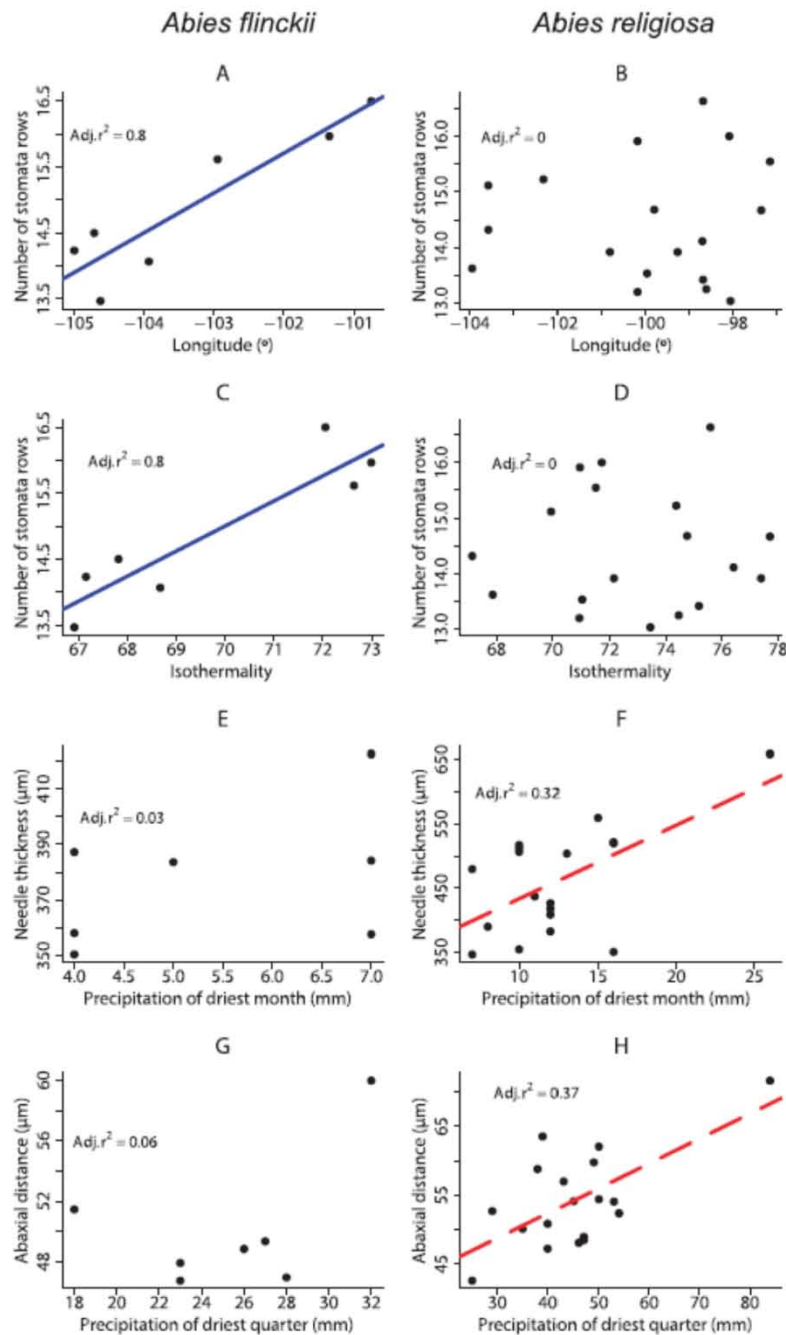 Abies flinckii
Abies religiosa
A
Number of stomata rows
16.5
15.5
14.5
13.5
Adj.r² = 0.8
−105 −104 −103 −102 −101
Longitude (º)
B
Number of stomata rows
16.0
15.0
14.0
13.0
Adj.r² = 0
−104 −102 −100 −98
Longitude (º)
C
Number of stomata rows
16.5
15.5
14.5
13.5
Adj.r² = 0.8
67 68 69 70 71 72 73
Isothermality
D
Number of stomata rows
16.0
15.0
14.0
13.0
Adj.r² = 0
68 70 72 74 76 78
Isothermality
E
Needle thickness (µm)
410
390
370
350
Adj.r² = 0.03
4.0 4.5 5.0 5.5 6.0 6.5 7.0
Precipitation of driest month (mm)
F
Needle thickness (µm)
650
550
450
350
Adj.r² = 0.32
10 15 20 25
Precipitation of driest month (mm)
G
Abaxial distance (µm)
60
56
52
48
Adj.r² = 0.06
18 20 22 24 26 28 30 32
Precipitation of driest quarter (mm)
H
Abaxial distance (µm)
65
55
45
Adj.r² = 0.37
30 40 50 60 70 80
Precipitation of driest quarter (mm)